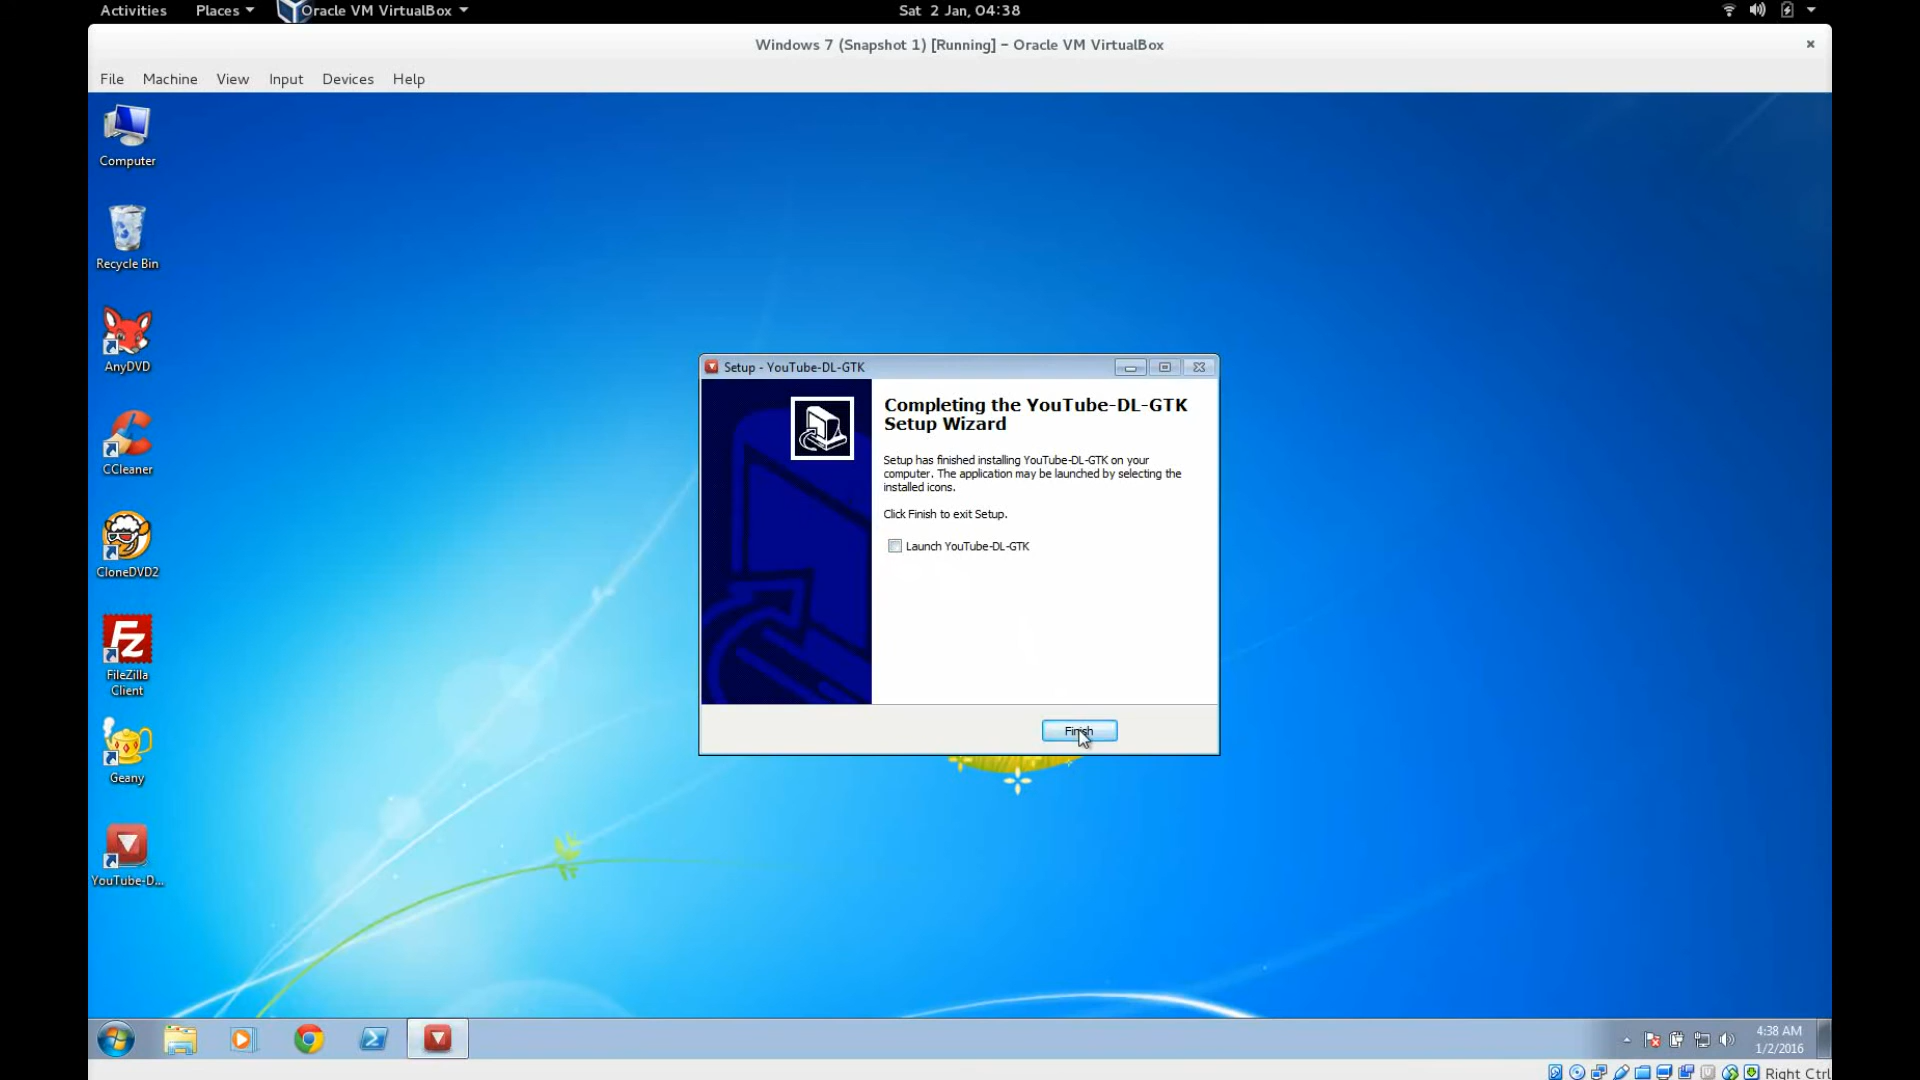 Activities Places Oracle VM VirtualBox Sat 2 Jan, 04:38
Windows 7 (Snapshot 1) [Running] – Oracle VM VirtualBox
File Machine View Input Devices Help
Computer
Recycle Bin
AnyDVD
CCleaner
CloneDVD2
FileZilla
Client
Geany
YouTube-D...
Setup - YouTube-DL-GTK
Completing the YouTube-DL-GTK
Setup Wizard
Setup has finished installing YouTube-DL-GTK on your
computer. The application may be launched by selecting the
installed icons.
Click Finish to exit Setup.
Launch YouTube-DL-GTK
Finish
4:38 AM
1/2/2016
Right Ctrl